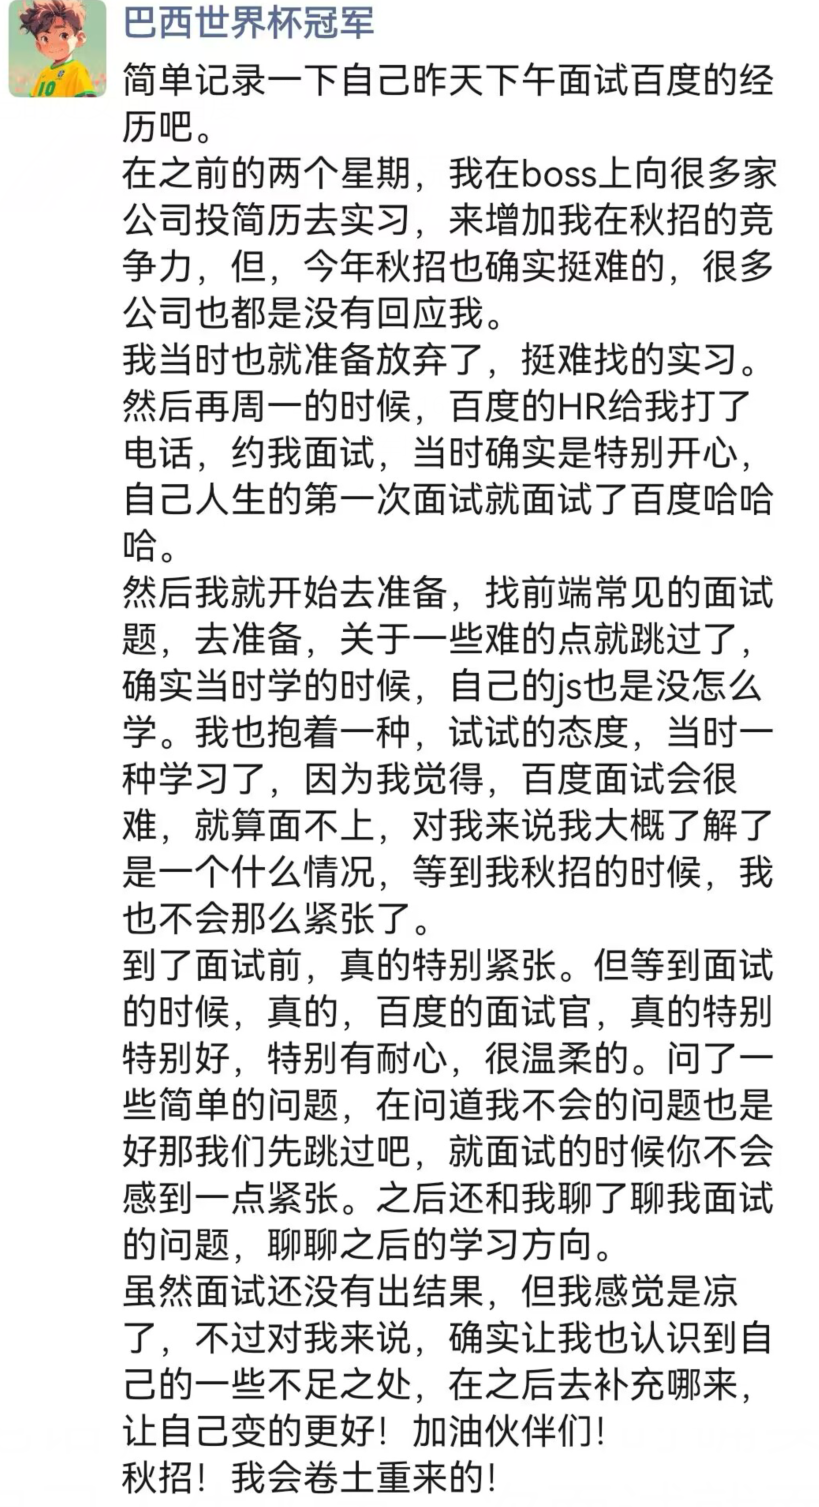 巴西世界杯冠军
简单记录一下自己昨天下午面试百度的经
历吧。
在之前的两个星期，我在boss上向很多家
公司投简历去实习，来增加我在秋招的竞
争力，但，今年秋招也确实挺难的，很多
公司也都是没有回应我。
我当时也就准备放弃了，挺难找的实习。
然后再周一的时候，百度的HR给我打了
电话，约我面试，当时确实是特别开心，
自己人生的第一次面试就面试了百度哈哈
哈。
然后我就开始去准备，找前端常见的面试
题，去准备，关于一些难的点就跳过了，
确实当时学的时候，自己的js也是没怎么
学。我也抱着一种，试试的态度，当时一
种学习了，因为我觉得，百度面试会很
难，就算面不上，对我来说我大概了解了
是一个什么情况，等到我秋招的时候，我
也不会那么紧张了。
到了面试前，真的特别紧张。但等到面试
的时候，真的，百度的面试官，真的特别
特别好，特别有耐心，很温柔的。问了一
些简单的问题，在问道我不会的问题也是
好那我们先跳过吧，就面试的时候你不会
感到一点紧张。之后还和我聊了聊我面试
的问题，聊聊之后的学习方向。
虽然面试还没有出结果，但我感觉是凉
了，不过对我来说，确实让我也认识到自
己的一些不足之处，在之后去补充哪来，
让自己变的更好！加油伙伴们！
秋招！我会卷土重来的！
10